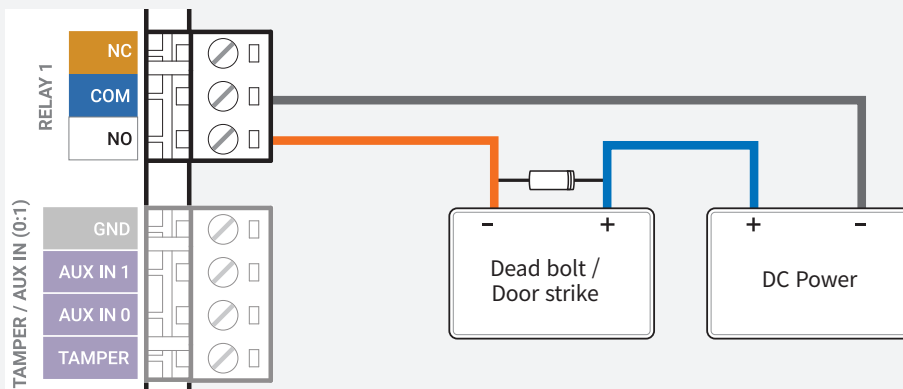 RELAY 1
NC
COM
NO
TAMPER / AUX IN (0:1)
GND
AUX IN 1
AUX IN 0
TAMPER
- +
Dead bolt /
Door strike
+ -
DC Power